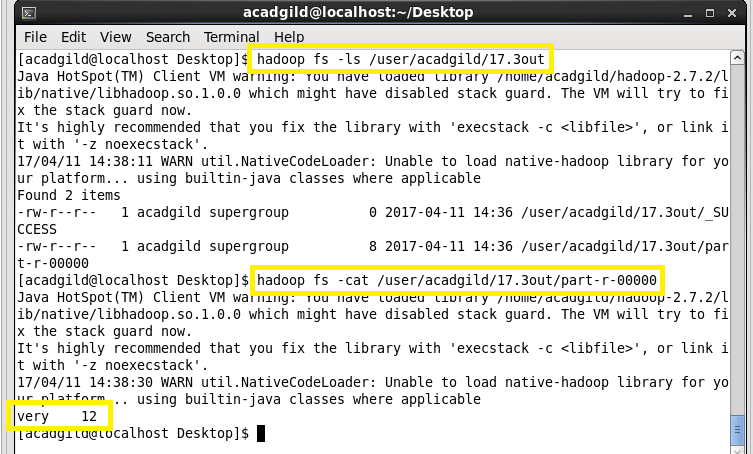 acadgild@localhost:~/Desktop
File Edit View Search Terminal Help
[acadgild@localhost Desktop]$ hadoop fs -ls /user/acadgild/17.3out
Java HotSpot(TM) Client VM warning: You have loaded library /home/acadgild/hadoop-2.7.2/l
ib/native/libhadoop.so.1.0.0 which might have disabled stack guard. The VM will try to fi
x the stack guard now.
It's highly recommended that you fix the library with 'execstack -c <libfile>', or link i
t with '-z noexecstack'.
17/04/11 14:38:11 WARN util.NativeCodeLoader: Unable to load native-hadoop library for yo
ur platform... using builtin-java classes where applicable
Found 2 items
-rw-r--r--   1 acadgild supergroup          0 2017-04-11 14:36 /user/acadgild/17.3out/_SU
CCESS
-rw-r--r--   1 acadgild supergroup          8 2017-04-11 14:36 /user/acadgild/17.3out/par
t-r-00000
[acadgild@localhost Desktop]$ hadoop fs -cat /user/acadgild/17.3out/part-r-00000
Java HotSpot(TM) Client VM warning: You have loaded library /home/acadgild/hadoop-2.7.2/l
ib/native/libhadoop.so.1.0.0 which might have disabled stack guard. The VM will try to fi
x the stack guard now.
It's highly recommended that you fix the library with 'execstack -c <libfile>', or link i
t with '-z noexecstack'.
17/04/11 14:38:30 WARN util.NativeCodeLoader: Unable to load native-hadoop library for yo
ur platform... using builtin-java classes where applicable
very    12
[acadgild@localhost Desktop]$